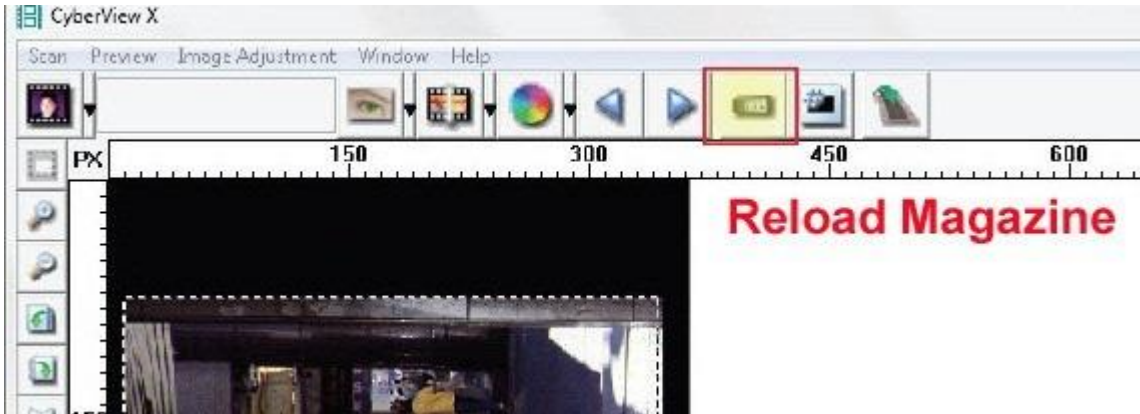 CyberView X
Scan Preview Image Adjustment Window Help
PX 150 300 450 600
Reload Magazine